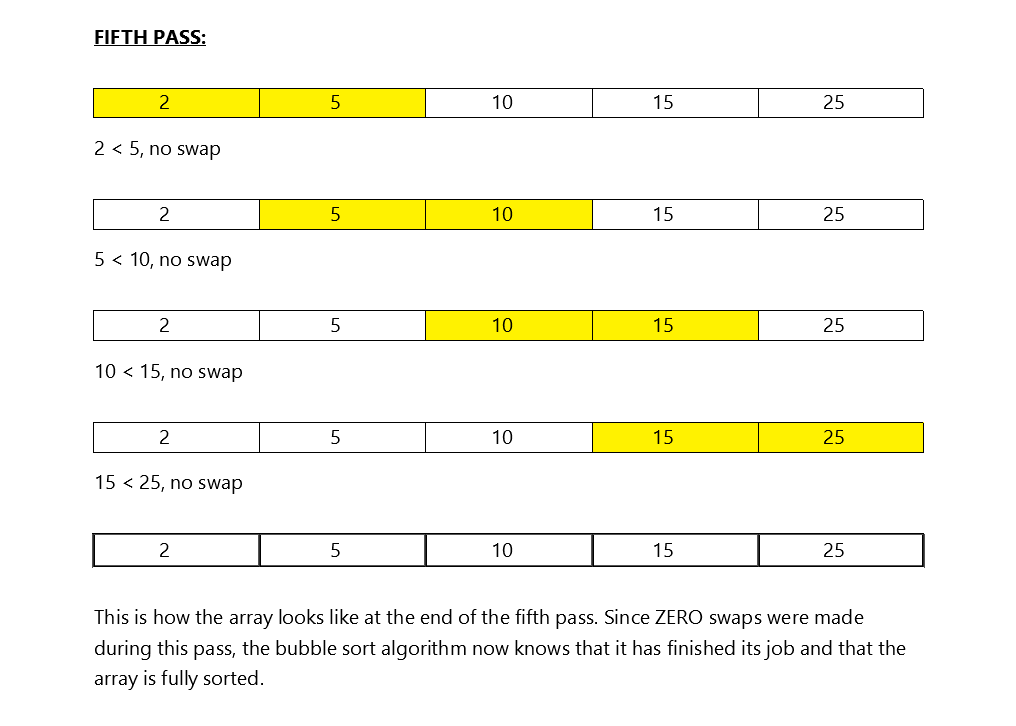 FIFTH PASS:
2 5 10 15 25
2 < 5, no swap
2 5 10 15 25
5 < 10, no swap
2 5 10 15 25
10 < 15, no swap
2 5 10 15 25
15 < 25, no swap
2 5 10 15 25
This is how the array looks like at the end of the fifth pass. Since ZERO swaps were made
during this pass, the bubble sort algorithm now knows that it has finished its job and that the
array is fully sorted.